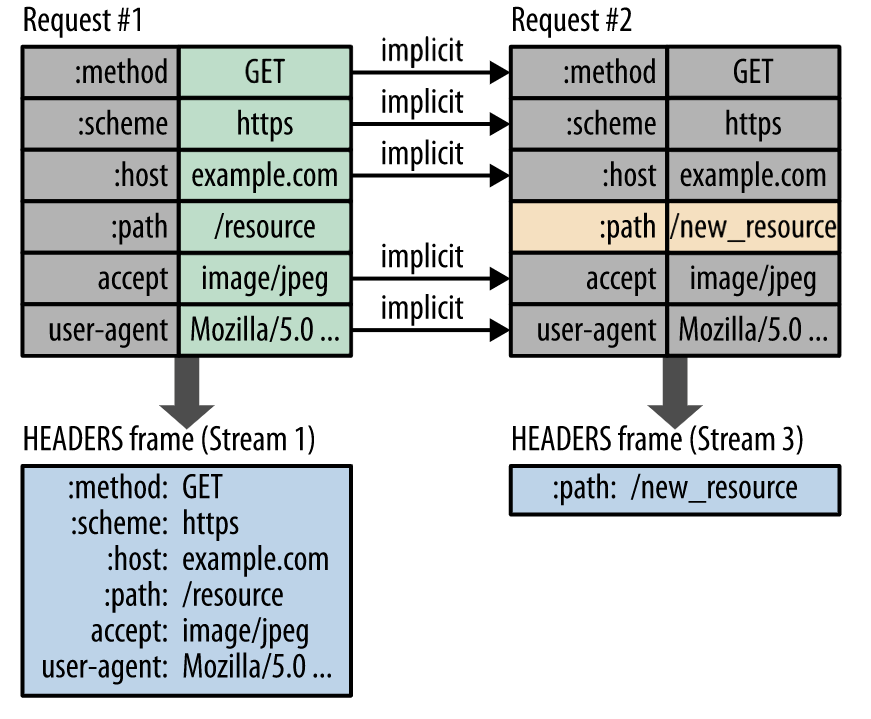 Request #1
:method GET
:scheme https
:host example.com
:path /resource
accept image/jpeg
user-agent Mozilla/5.0 ...
implicit
implicit
implicit
implicit
implicit
Request #2
:method GET
:scheme https
:host example.com
:path /new_resource
accept image/jpeg
user-agent Mozilla/5.0 ...
HEADERS frame (Stream 1)
:method: GET
:scheme: https
:host: example.com
:path: /resource
accept: image/jpeg
user-agent: Mozilla/5.0 ...
HEADERS frame (Stream 3)
:path: /new_resource